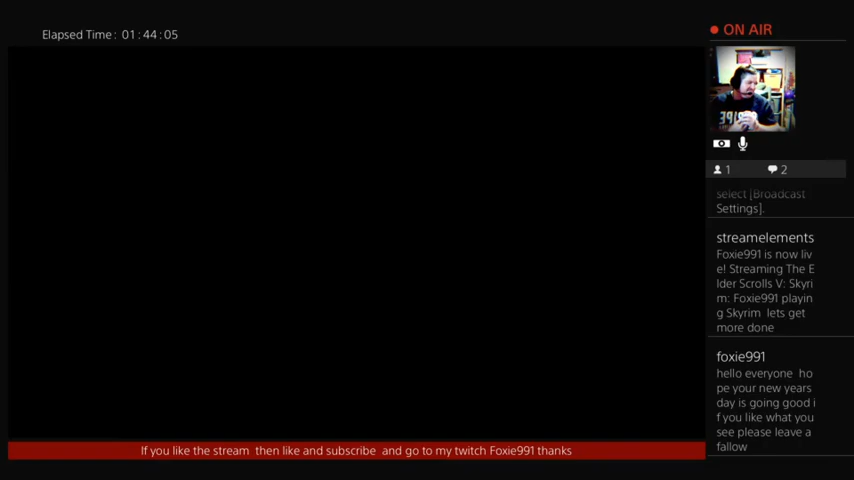 Elapsed Time: 01:44:05
ON AIR
1
2
select [Broadcast
Settings].
streamelements
Foxie991 is now liv
e! Streaming The E
lder Scrolls V: Skyri
m: Foxie991 playin
g Skyrim lets get
more done
foxie991
hello everyone ho
pe your new years
day is going good i
f you like what you
see please leave a
fallow
If you like the stream then like and subscribe and go to my twitch Foxie991 thanks